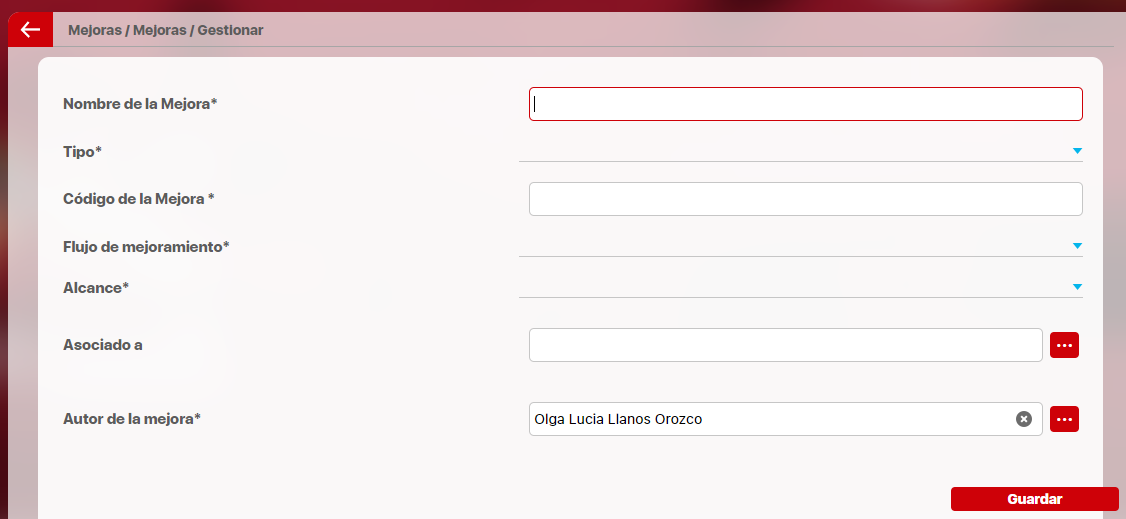 Mejoras / Mejoras / Gestionar
Nombre de la Mejora*
Tipo*
Código de la Mejora *
Flujo de mejoramiento*
Alcance*
Asociado a
Autor de la mejora* Olga Lucia Llanos Orozco
Guardar